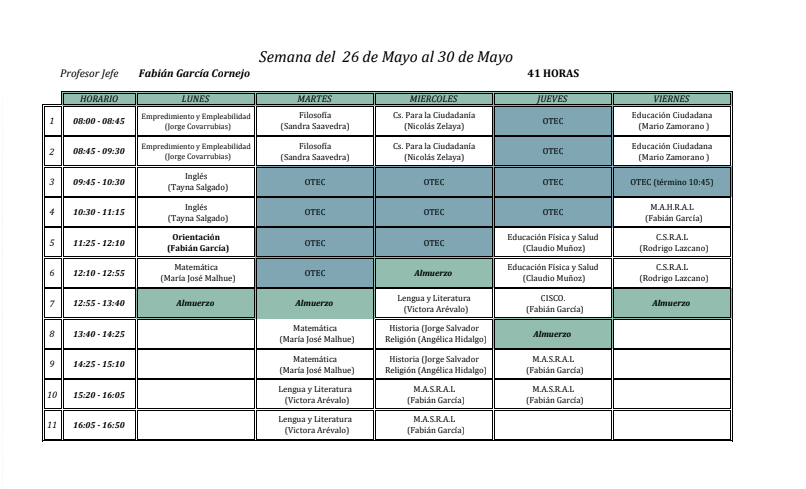 Semana del 26 de Mayo al 30 de Mayo
Profesor Jefe Fabián García Cornejo 41 HORAS
HORARIO LUNES MARTES MIERCOLES JUEVES VIERNES
1 08:00 - 08:45 Empredimiento y Empleabilidad (Jorge Covarrubias) Filosofía (Sandra Saavedra) Cs. Para la Ciudadanía (Nicolás Zelaya) OTEC Educación Ciudadana (Mario Zamorano )
2 08:45 - 09:30 Empredimiento y Empleabilidad (Jorge Covarrubias) Filosofía (Sandra Saavedra) Cs. Para la Ciudadanía (Nicolás Zelaya) OTEC Educación Ciudadana (Mario Zamorano )
3 09:45 - 10:30 Inglés (Tayna Salgado) OTEC OTEC OTEC OTEC (término 10:45)
4 10:30 - 11:15 Inglés (Tayna Salgado) OTEC OTEC OTEC M.A.H.R.A.L (Fabián García)
5 11:25 - 12:10 Orientación (Fabián García) OTEC OTEC Educación Física y Salud (Claudio Muñoz) C.S.R.A.L (Rodrigo Lazcano)
6 12:10 - 12:55 Matemática (María José Malhue) OTEC Almuerzo Educación Física y Salud (Claudio Muñoz) C.S.R.A.L (Rodrigo Lazcano)
7 12:55 - 13:40 Almuerzo Almuerzo Lengua y Literatura (Victora Arévalo) CISCO. (Fabián García) Almuerzo
8 13:40 - 14:25 Matemática (María José Malhue) Historia (Jorge Salvador Religión (Angélica Hidalgo) Almuerzo
9 14:25 - 15:10 Matemática (María José Malhue) Historia (Jorge Salvador Religión (Angélica Hidalgo) M.A.S.R.A.L (Fabián García)
10 15:20 - 16:05 Lengua y Literatura (Victora Arévalo) M.A.S.R.A.L (Fabián García) M.A.S.R.A.L (Fabián García)
11 16:05 - 16:50 Lengua y Literatura (Victora Arévalo) M.A.S.R.A.L (Fabián García)